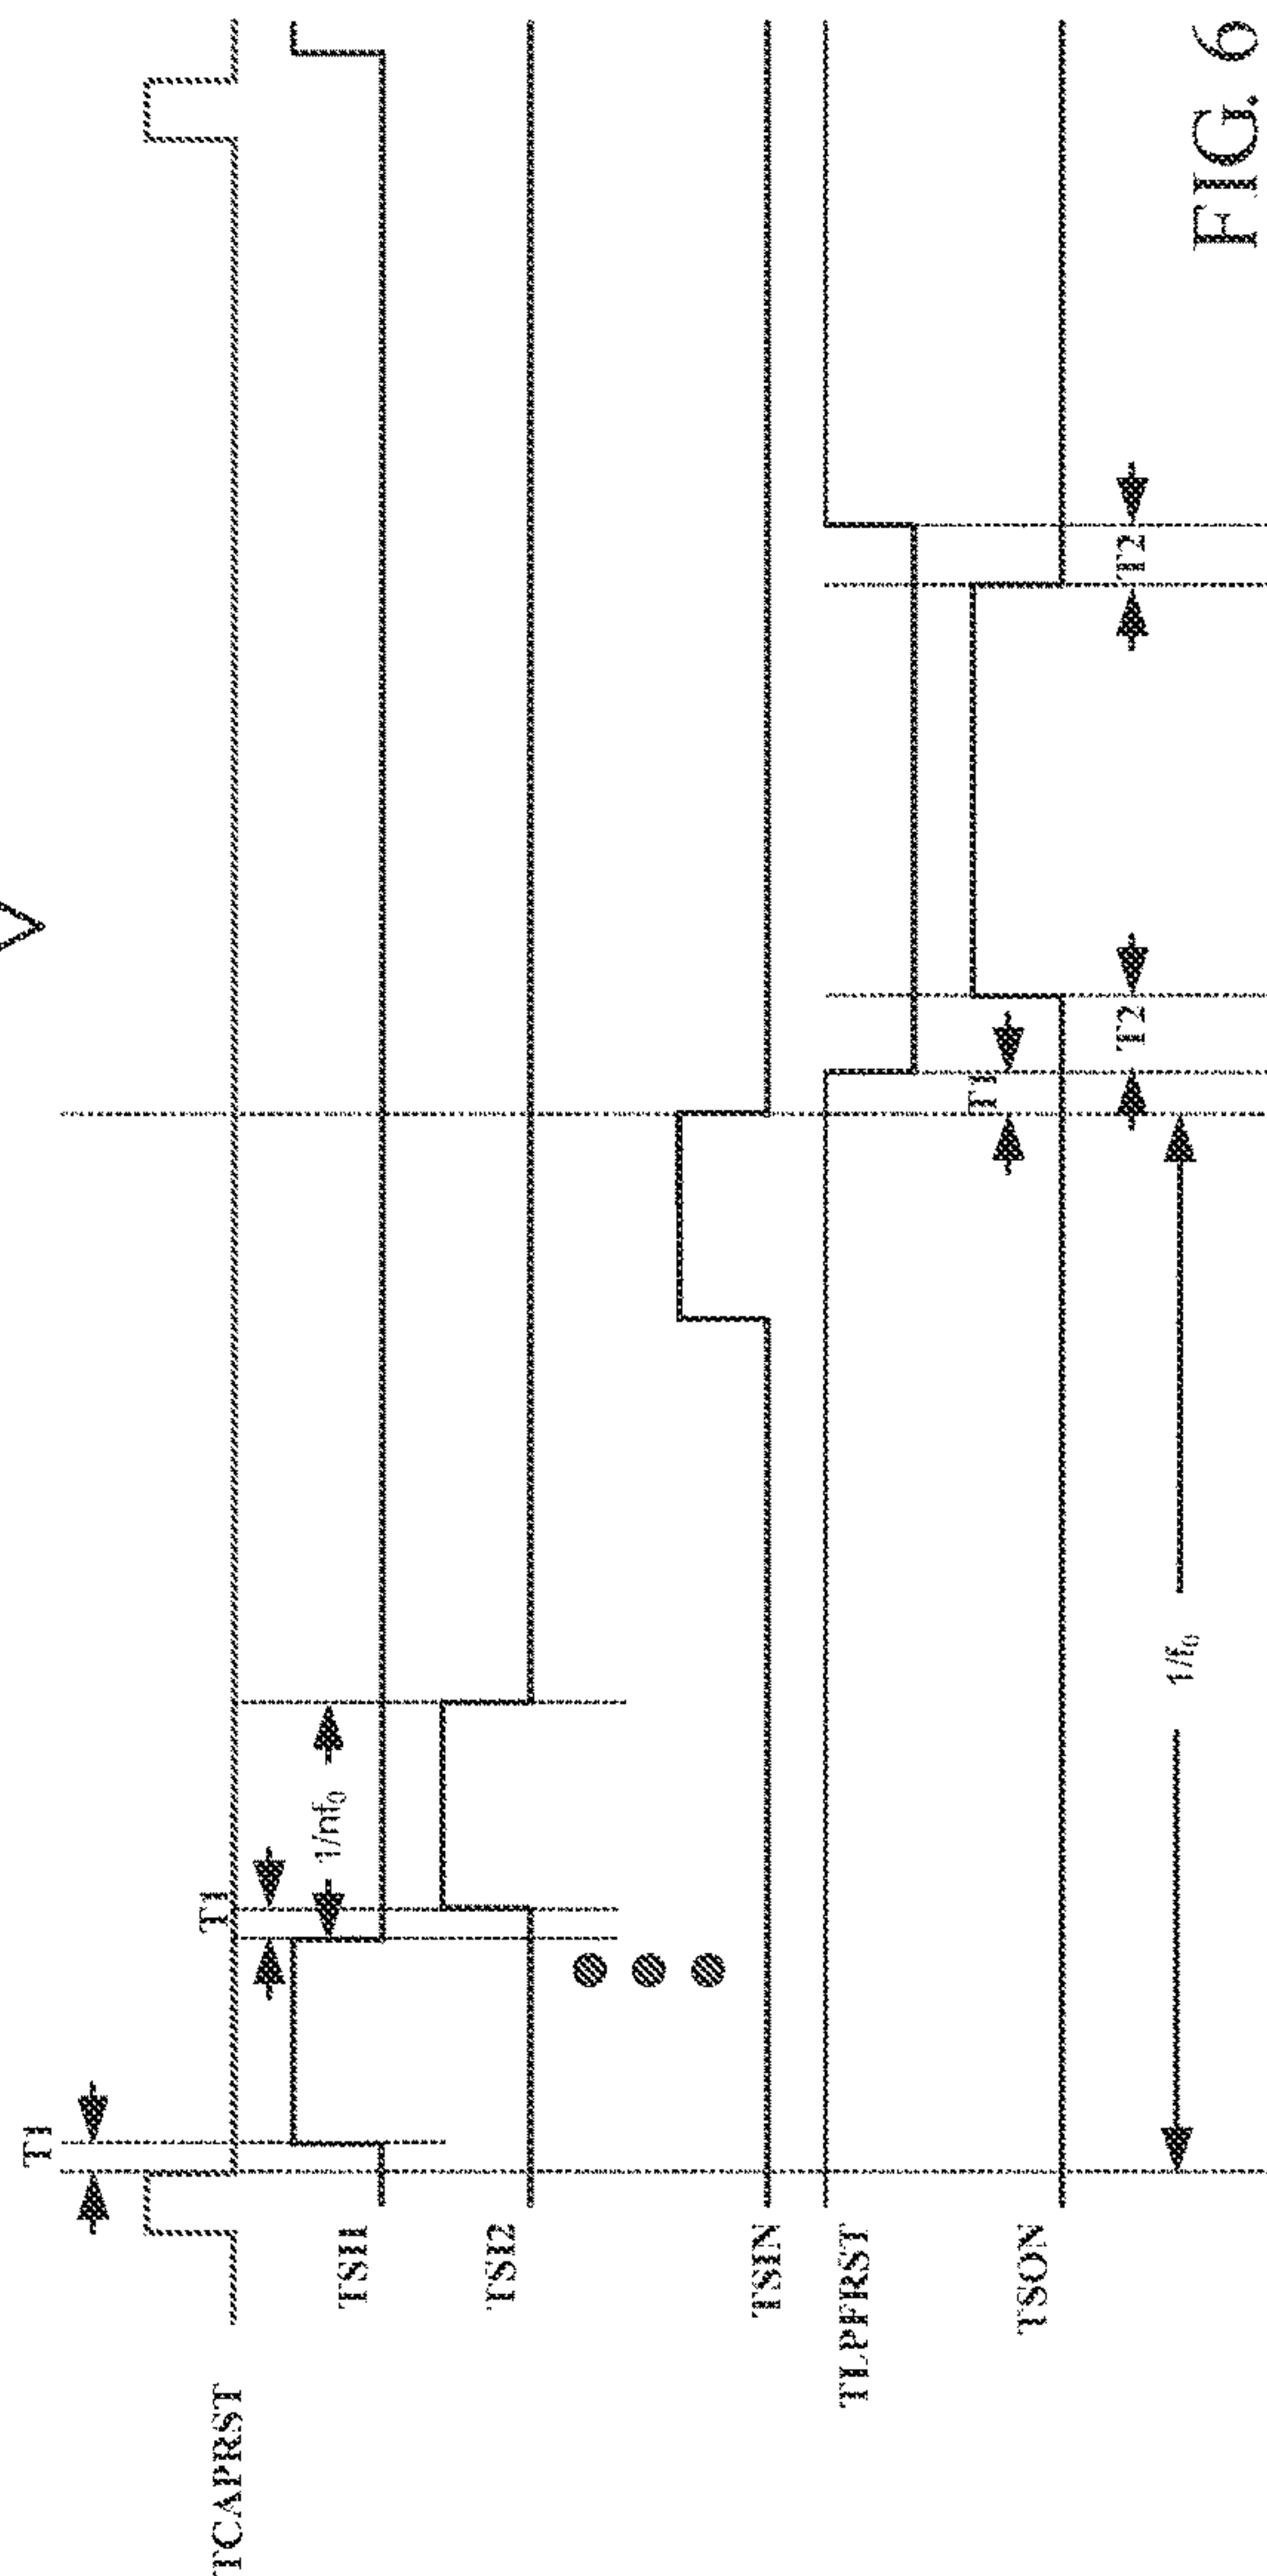 TCAPRST
T1
T1
TSI1
1/nf₀
TSI2
TSIN
TLPFRST
T1
TSON
T2
T2
1/f₀
FIG. 6